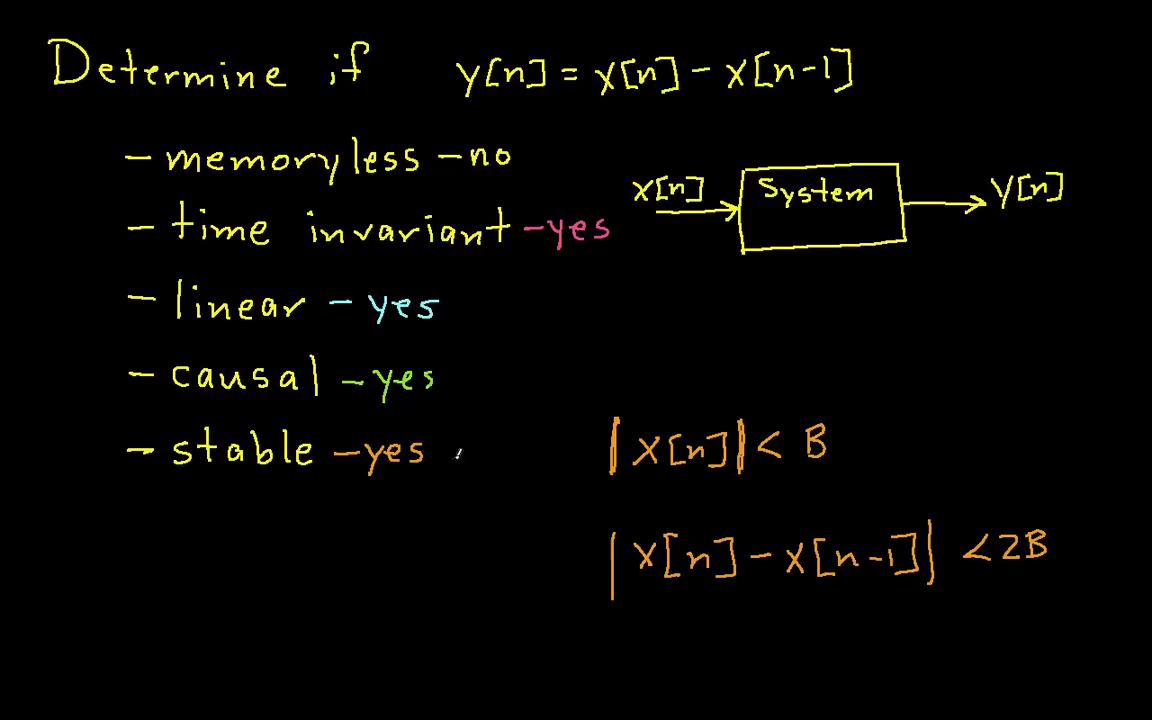 Determine if y[n] = x[n] - x[n-1]
- memoryless - no
x[n] System y[n]
- time invariant - yes
- linear - yes
- causal - yes
- stable - yes
|x[n]| < B
|x[n] - x[n-1]| < 2B